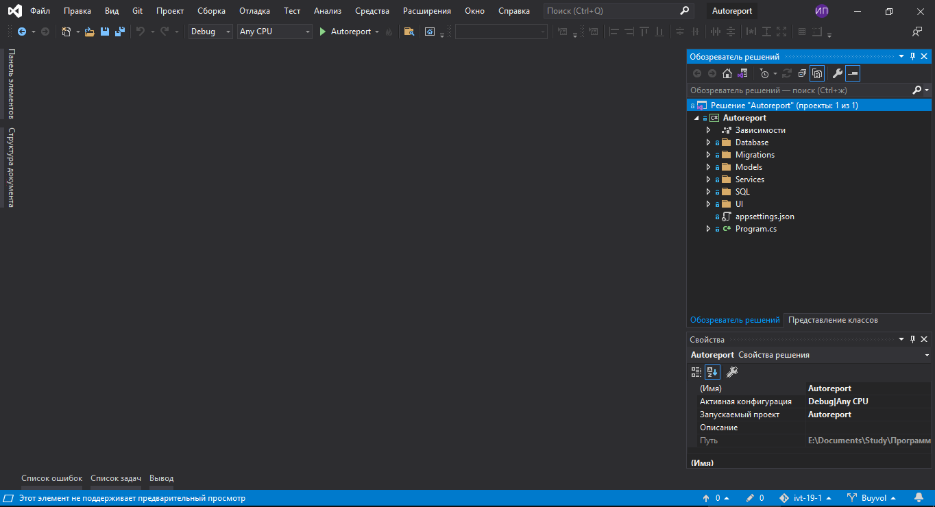 Файл Правка Вид Git Проект Сборка Отладка Тест Анализ Средства Расширения Окно Справка Поиск (Ctrl+Q) Autoreport ИП
Debug Any CPU Autoreport
Панель элементов
Структура документа
Обозреватель решений
Обозреватель решений — поиск (Ctrl+ж)
Решение "Autoreport" (проекты: 1 из 1)
Autoreport
Зависимости
Database
Migrations
Models
Services
SQL
UI
appsettings.json
C# Program.cs
Обозреватель решений Представление классов
Свойства
Autoreport Свойства решения
(Имя) Autoreport
Активная конфигурация Debug|Any CPU
Запускаемый проект Autoreport
Описание
Путь E:\Documents\Study\Программ
(Имя)
Список ошибок Список задач Вывод
Этот элемент не поддерживает предварительный просмотр 0 0 ivt-19-1 Buyvol